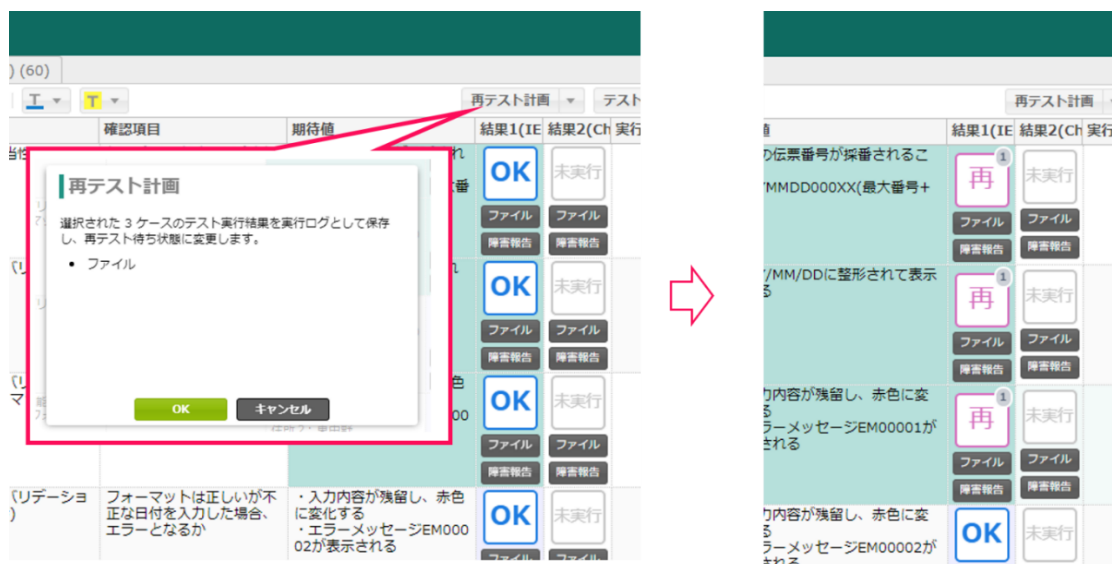 ) (60)
T
T
再テスト計画
テスト
確認項目
期待値
結果1(IE
結果2(Ch
実行
再テスト計画
選択された 3 ケースのテスト実行結果を実行ログとして保存
し、再テスト待ち状態に変更します。
• ファイル
OK
キャンセル
OK
未実行
ファイル
ファイル
障害報告
障害報告
OK
未実行
ファイル
ファイル
障害報告
障害報告
OK
未実行
ファイル
ファイル
障害報告
障害報告
バリデーショ
)
フォーマットは正しいが不
正な日付を入力した場合、
エラーとなるか
・入力内容が残留し、赤色
に変化する
・エラーメッセージEM000
02が表示される
OK
未実行
ファイル
ファイル
再テスト計画
結果1(IE
結果2(Ch
実行
の伝票番号が採番されるこ
/MMDD000XX(最大番号+
再
1
未実行
ファイル
ファイル
障害報告
障害報告
Y/MM/DDに整形されて表示
る
再
1
未実行
ファイル
ファイル
障害報告
障害報告
力内容が残留し、赤色に変
る
ラーメッセージEM00001が
される
再
1
未実行
ファイル
ファイル
障害報告
障害報告
力内容が残留し、赤色に変
る
ラーメッセージEM00002が
される
OK
未実行